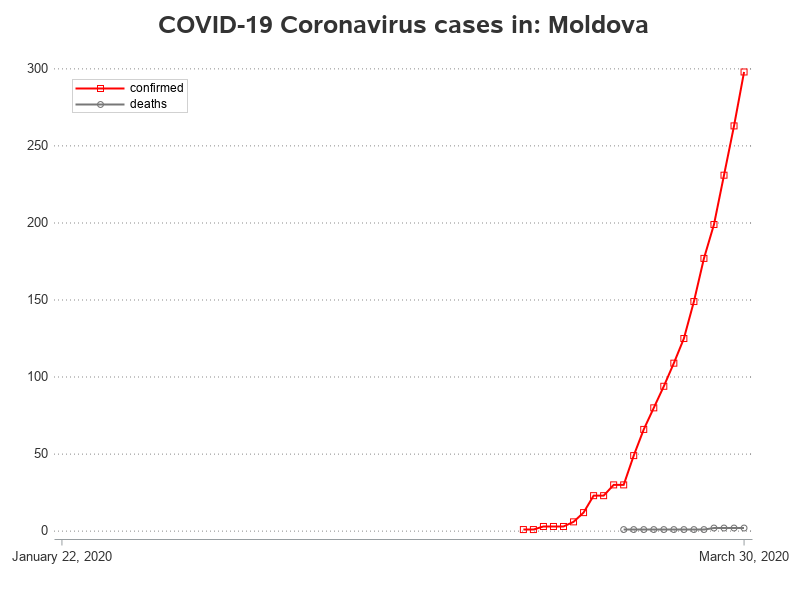 COVID-19 Coronavirus cases in: Moldova
300
confirmed
deaths
250
200
150
100
50
0
January 22, 2020
March 30, 2020